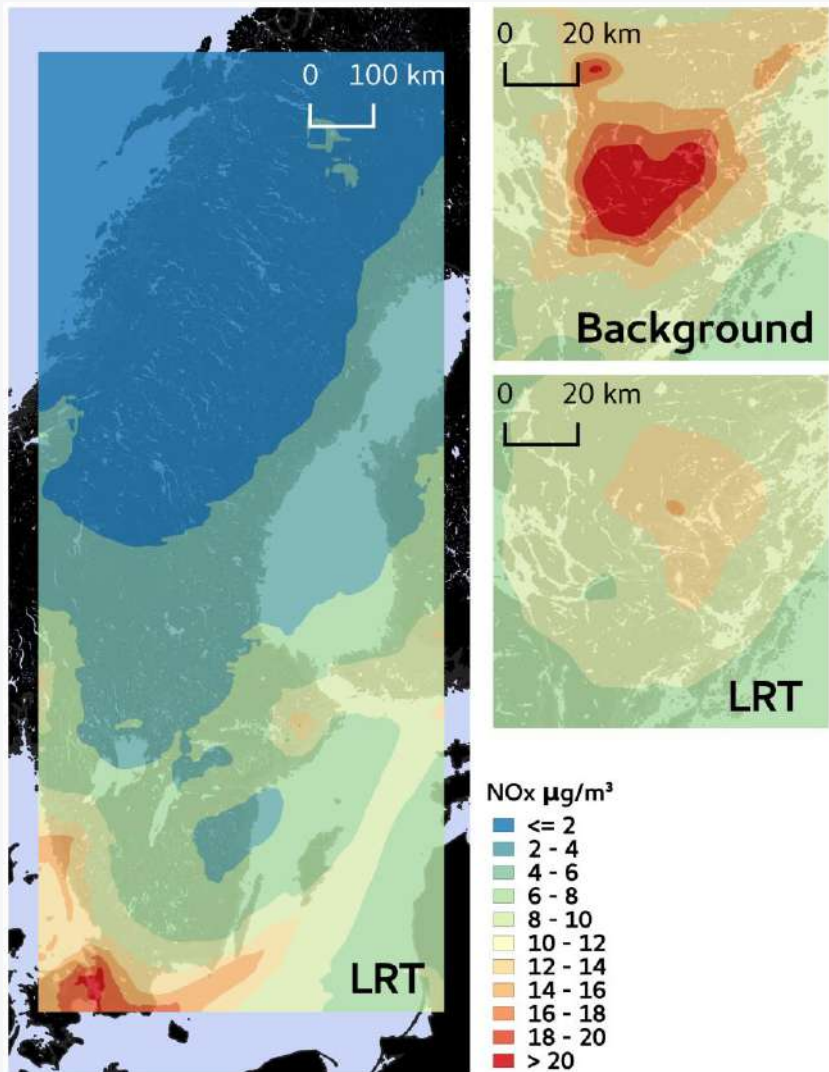 0 100 km
LRT
0 20 km
Background
0 20 km
LRT
NOx µg/m³
<= 2
2 - 4
4 - 6
6 - 8
8 - 10
10 - 12
12 - 14
14 - 16
16 - 18
18 - 20
> 20